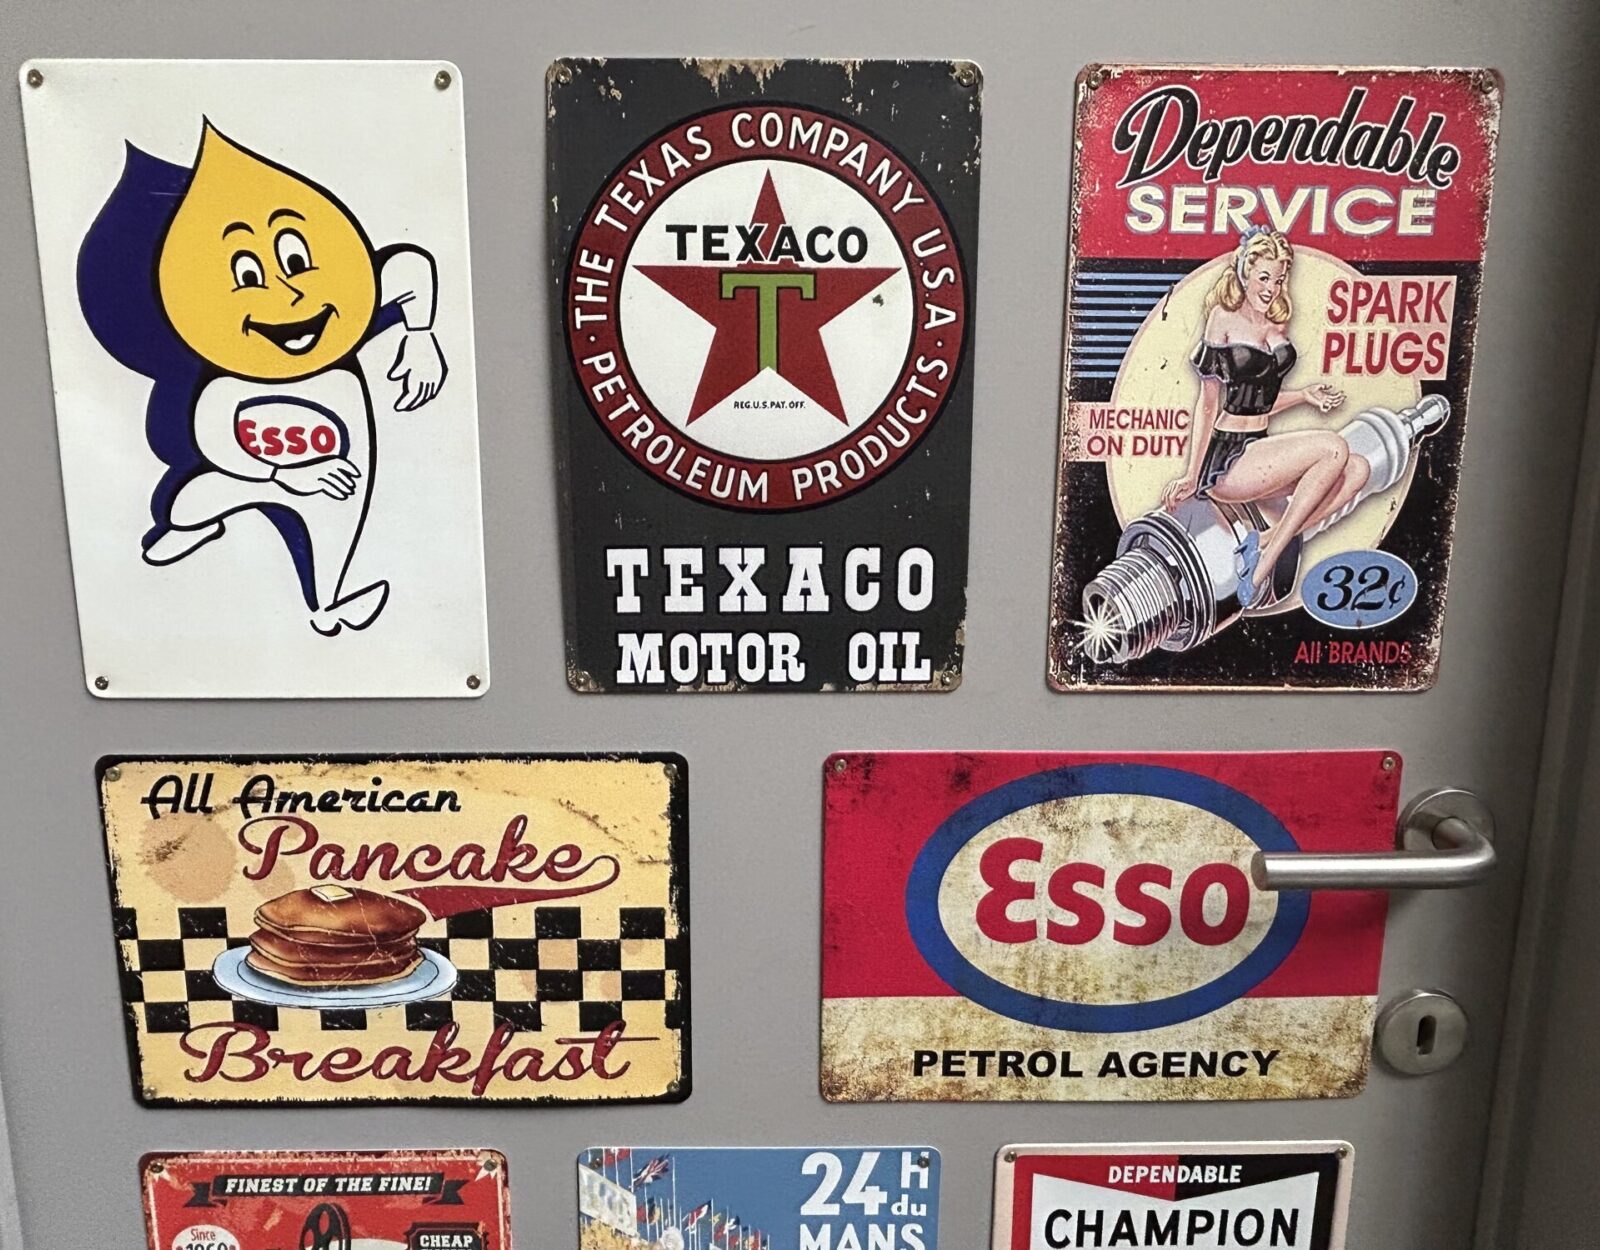 ESSO
THE TEXAS COMPANY U.S.A.
PETROLEUM PRODUCTS
TEXACO
T
REG. U.S. PAT. OFF.
TEXACO
MOTOR OIL
Dependable
SERVICE
SPARK
PLUGS
MECHANIC
ON DUTY
32¢
All BRANDS
All American
Pancake
Breakfast
Esso
PETROL AGENCY
FINEST OF THE FINE!
Since
1960
CHEAP
24H
du
MANS
DEPENDABLE
CHAMPION